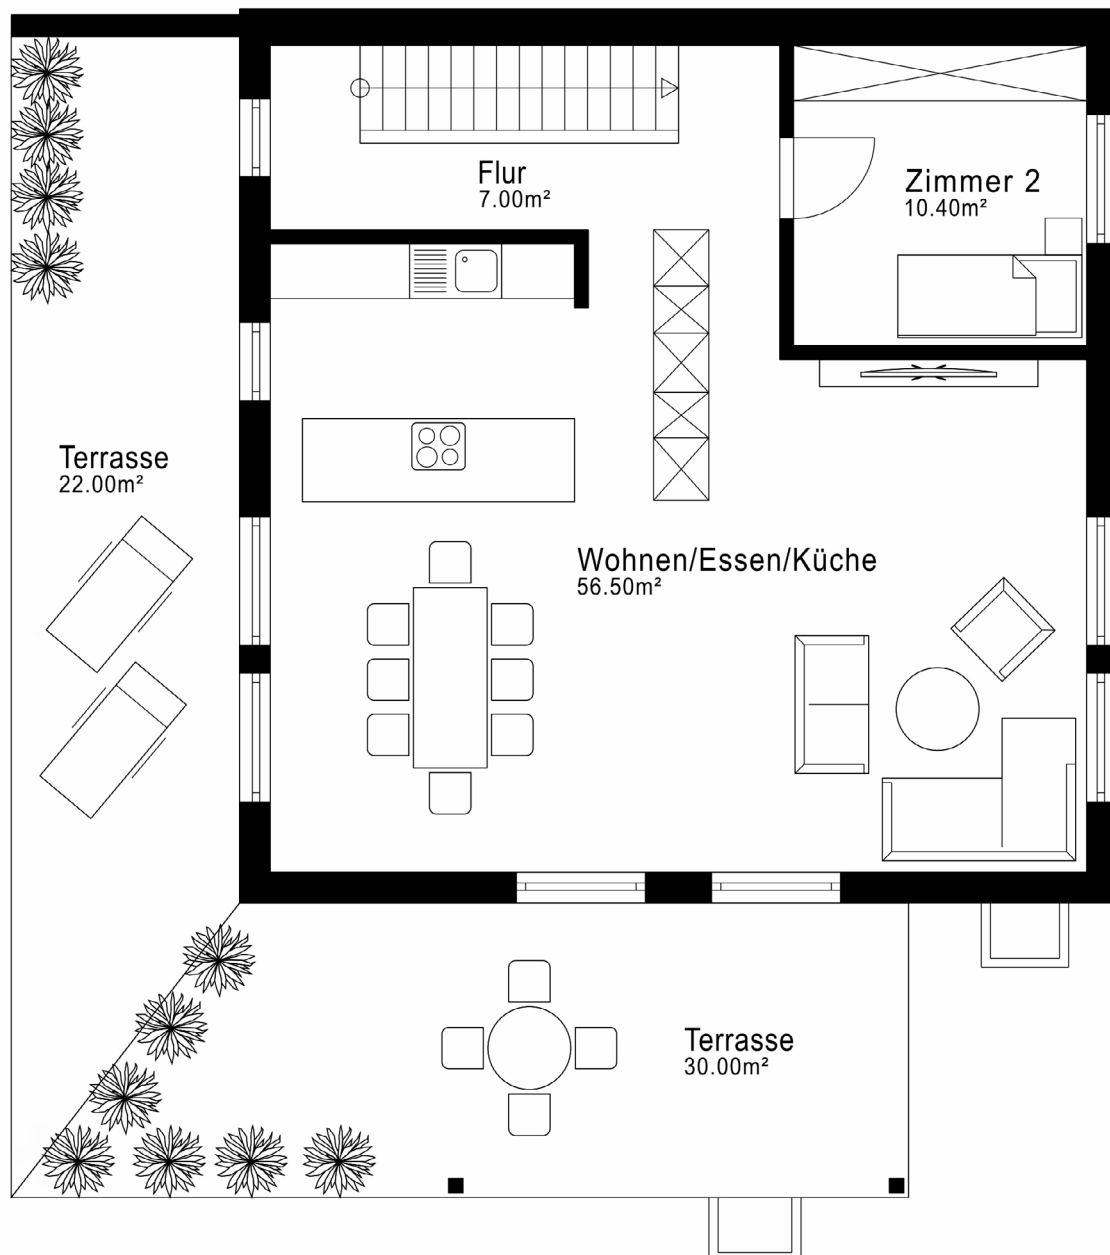 Flur
7.00m²
Zimmer 2
10.40m²
Terrasse
22.00m²
Wohnen/Essen/Küche
56.50m²
Terrasse
30.00m²